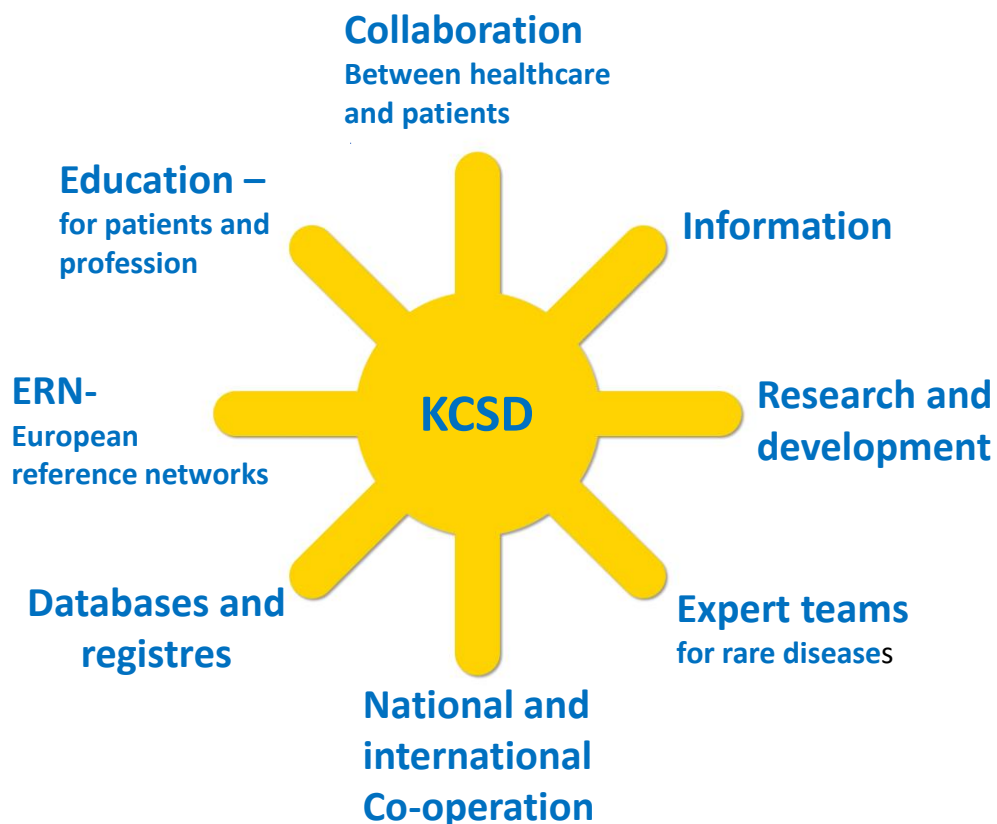 Collaboration
Between healthcare
and patients
Education –
for patients and
profession
Information
ERN-
European
reference networks
KCSD
Research and
development
Databases and
registres
Expert teams
for rare diseases
National and
international
Co-operation